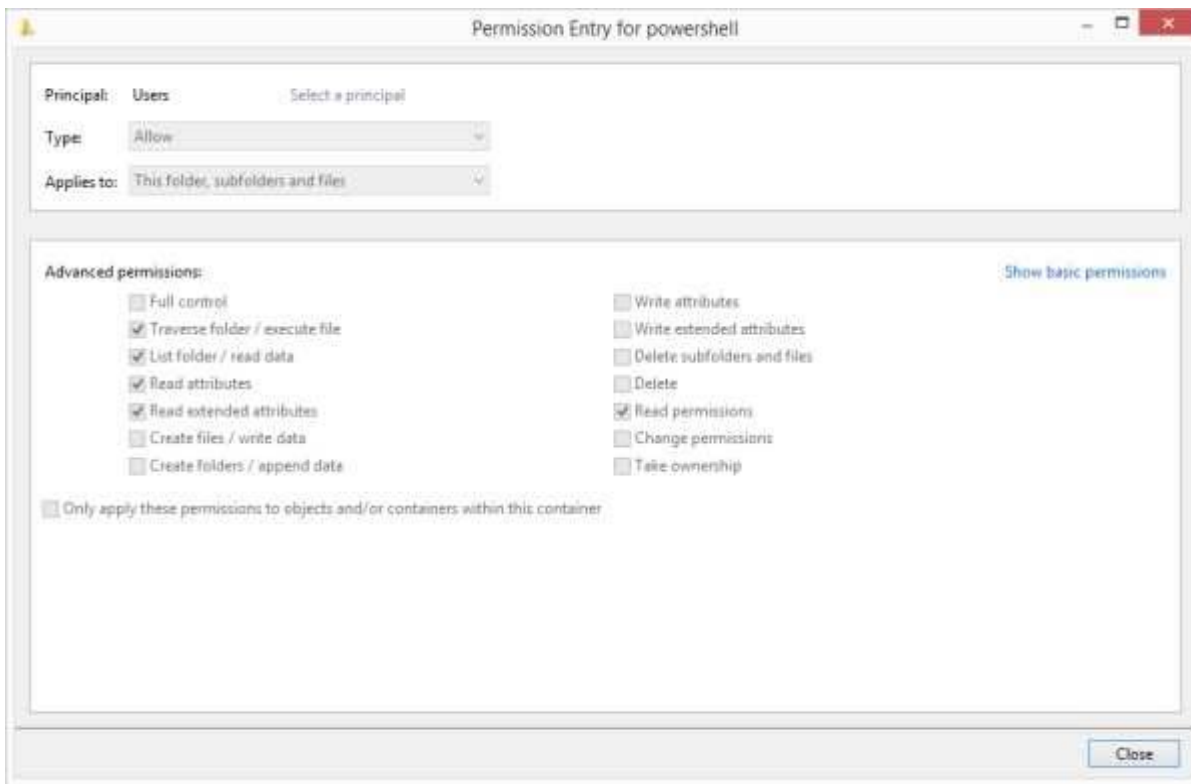 Permission Entry for powershell
Principal: Users Select a principal
Type: Allow
Applies to: This folder, subfolders and files
Advanced permissions: Show basic permissions
Full control Write attributes
Traverse folder / execute file Write extended attributes
List folder / read data Delete subfolders and files
Read attributes Delete
Read extended attributes Read permissions
Create files / write data Change permissions
Create folders / append data Take ownership
Only apply these permissions to objects and/or containers within this container
Close